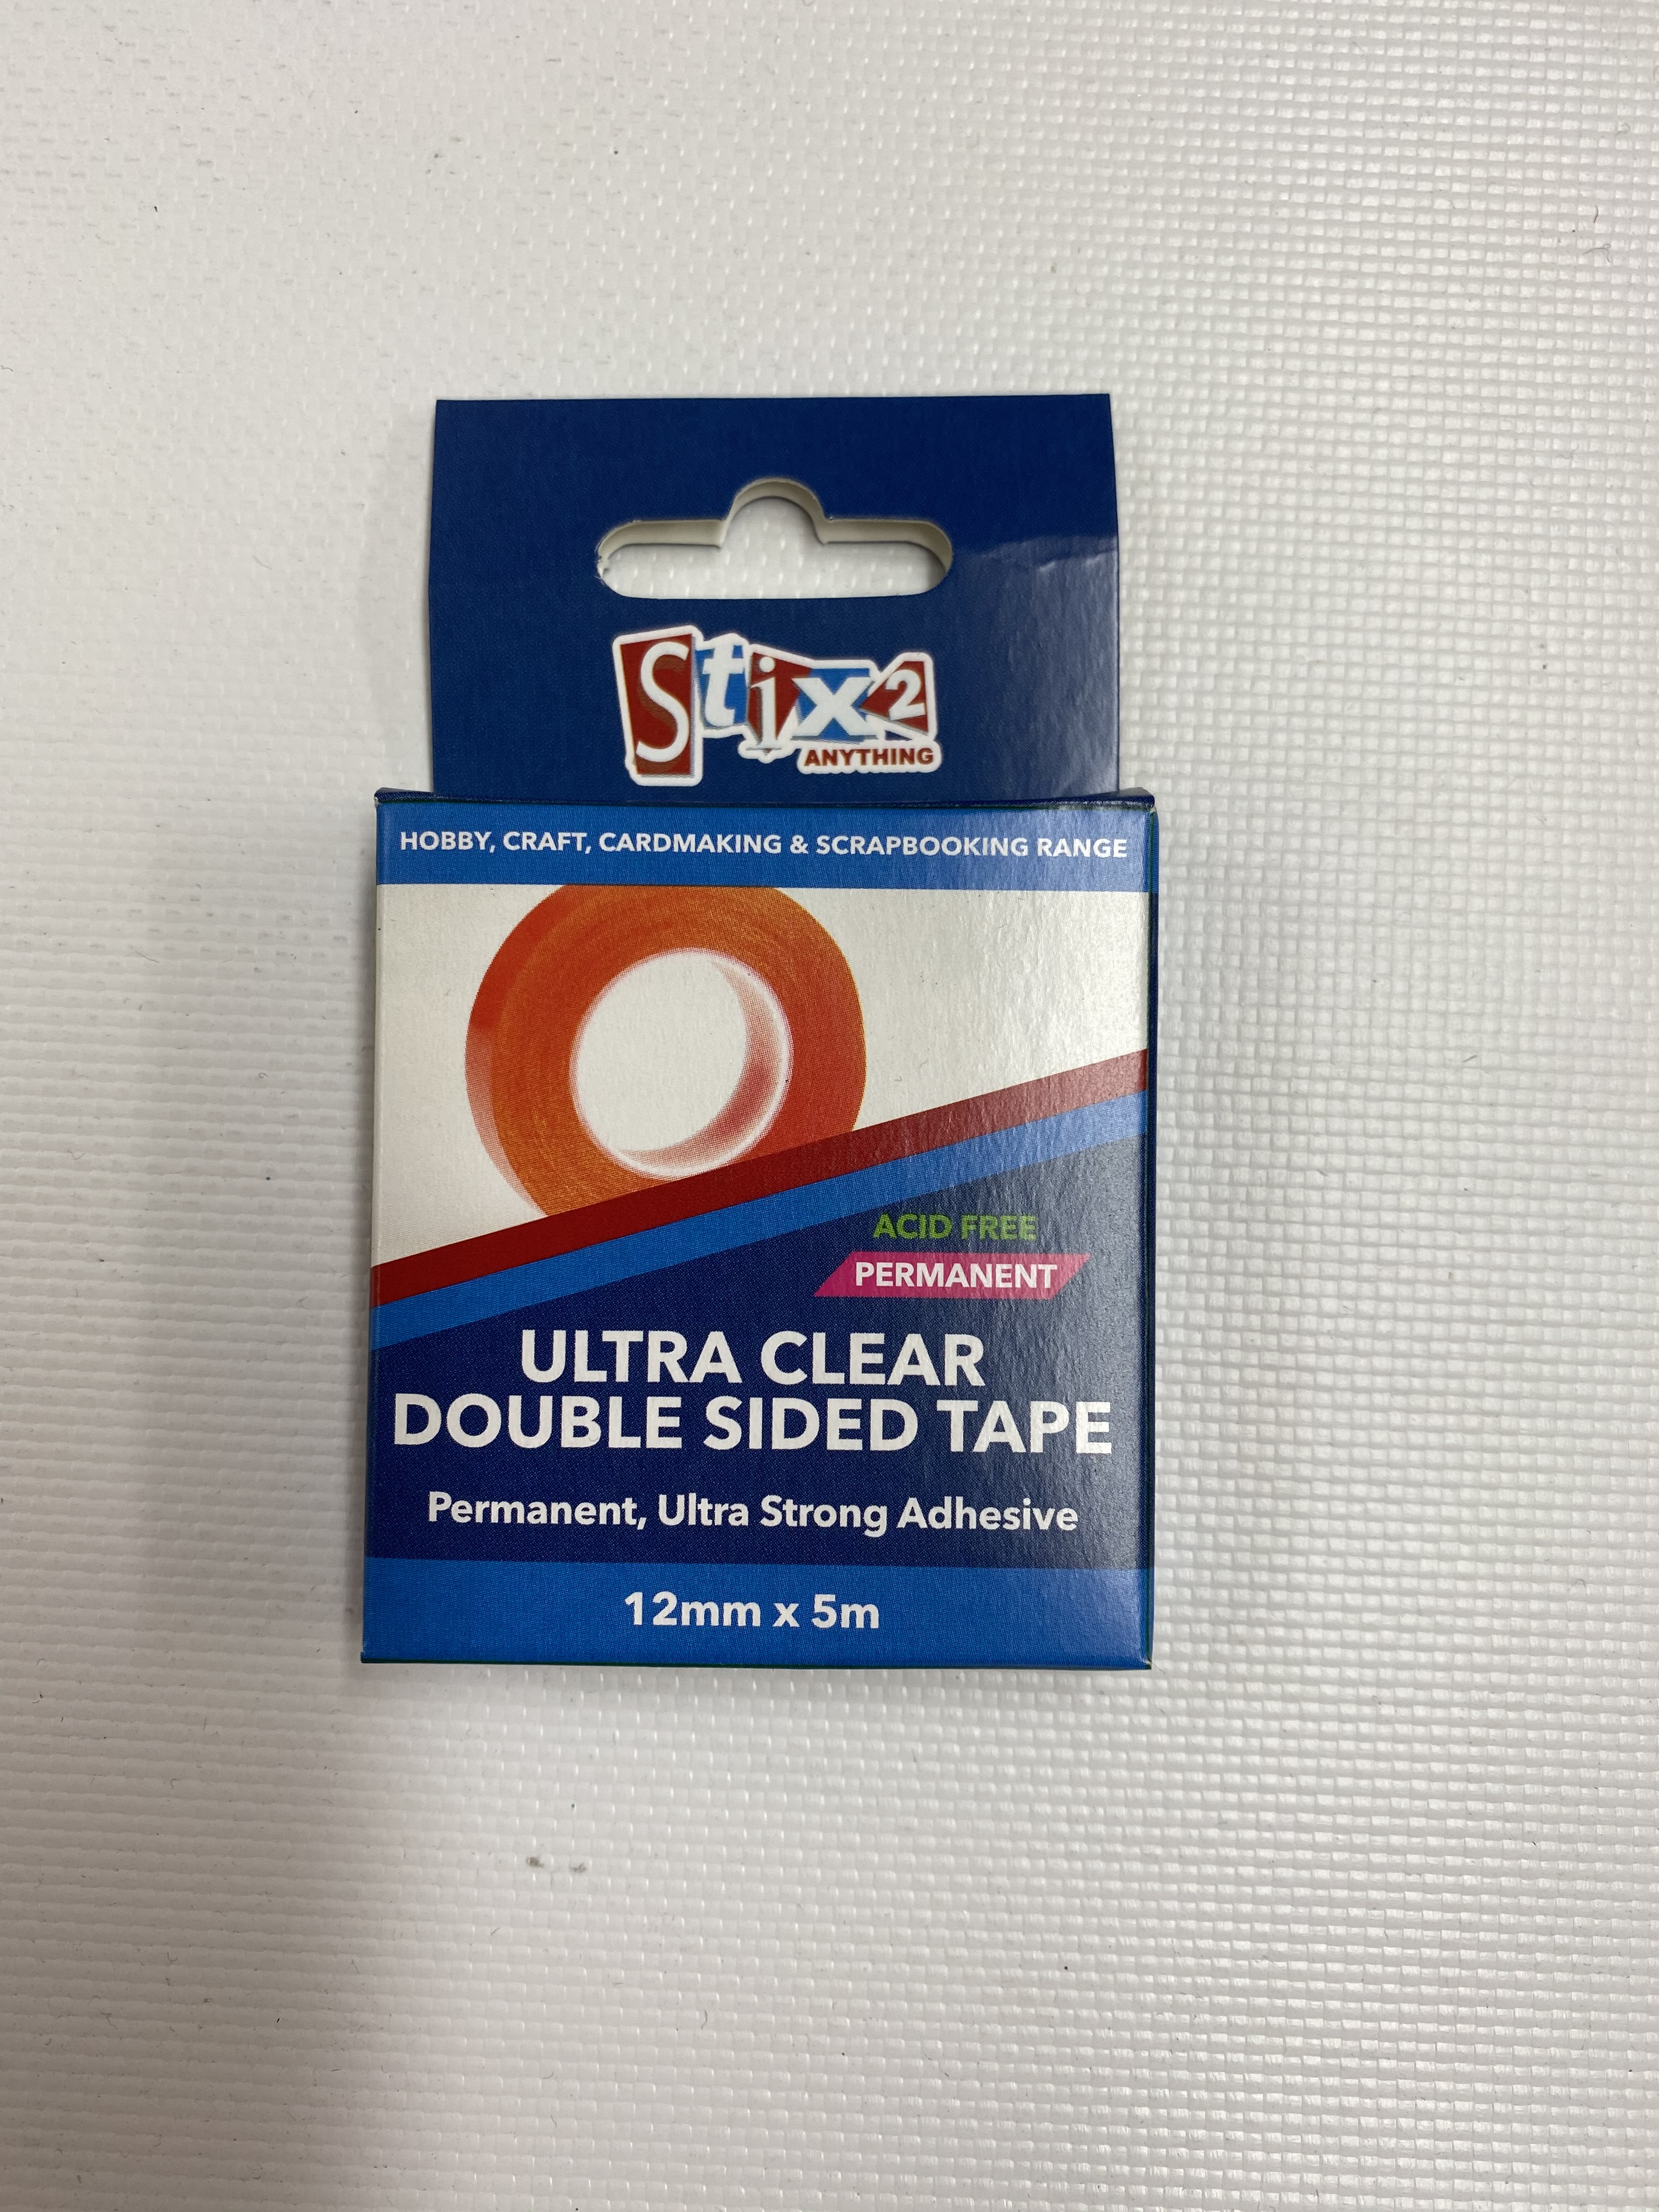 Stix2
ANYTHING
HOBBY, CRAFT, CARDMAKING & SCRAPBOOKING RANGE
ACID FREE
PERMANENT
ULTRA CLEAR
DOUBLE SIDED TAPE
Permanent, Ultra Strong Adhesive
12mm x 5m